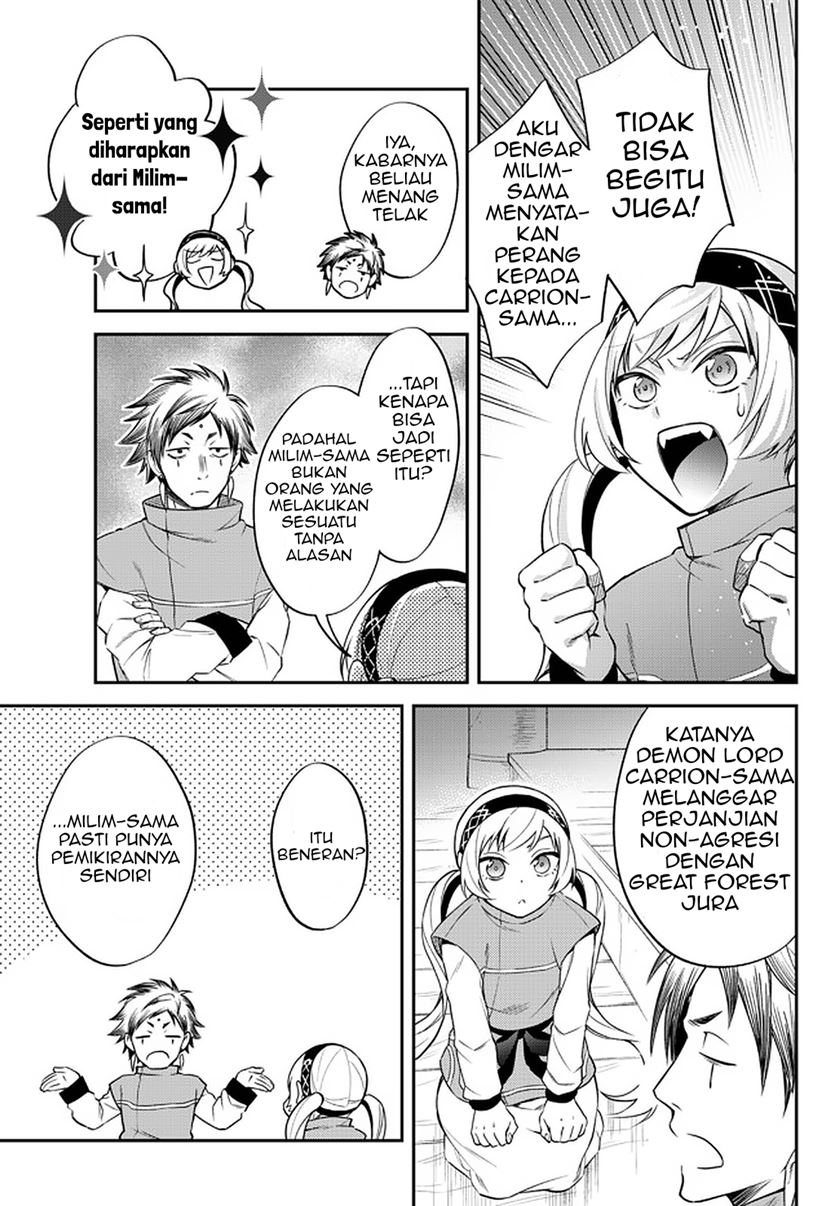 TIDAK
BISA
BEGITU
JUGA!
AKU
DENGAR
MILIM-
SAMA
MENYATA-
KAN
PERANG
KEPADA
CARRION-
SAMA...
IYA,
KABARNYA
BELIAU
MENANG
TELAK
Seperti yang
diharapkan
dari Milim-
sama!
...TAPI
KENAPA
BISA
JADI
SEPERTI
ITU?
PADAHAL
MILIM-SAMA
BUKAN
ORANG YANG
MELAKUKAN
SESUATU
TANPA
ALASAN
KATANYA
DEMON LORD
CARRION-SAMA
MELANGGAR
PERJANJIAN
NON-AGRESI
DENGAN
GREAT FOREST
JURA
ITU
BENERAN?
...MILIM-SAMA
PASTI PUNYA
PEMIKIRANNYA
SENDIRI